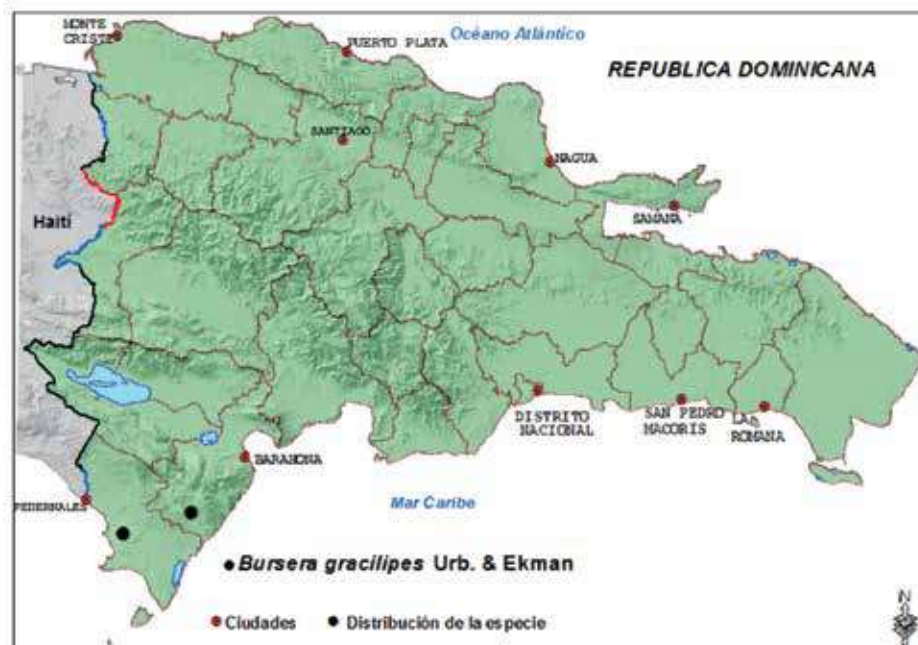 MONTE
CRISTI
PUERTO PLATA
Océano Atlántico
REPUBLICA DOMINICANA
SANTIAGO
NAGUA
SAMANA
Haití
DISTRITO
NACIONAL
SAN PEDRO
MACORIS
LA
ROMANA
BARAHONA
PEDERNALES
Mar Caribe
Bursera gracilipes Urb. & Ekman
Ciudades
Distribución de la especie
N